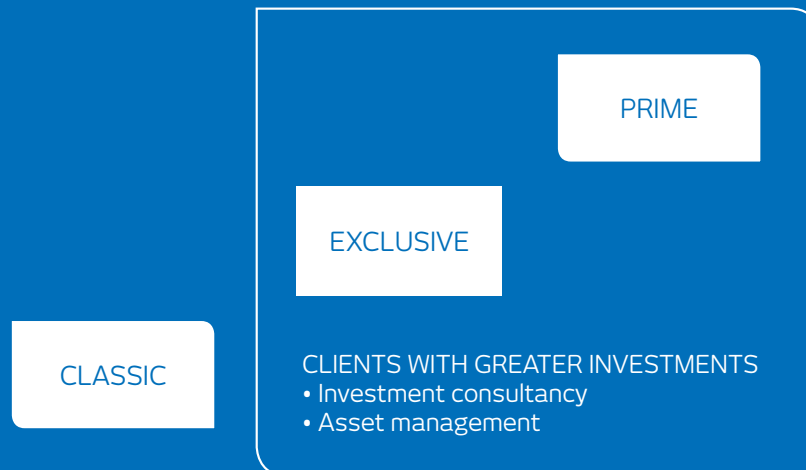 PRIME
EXCLUSIVE
CLASSIC
CLIENTS WITH GREATER INVESTMENTS
• Investment consultancy
• Asset management